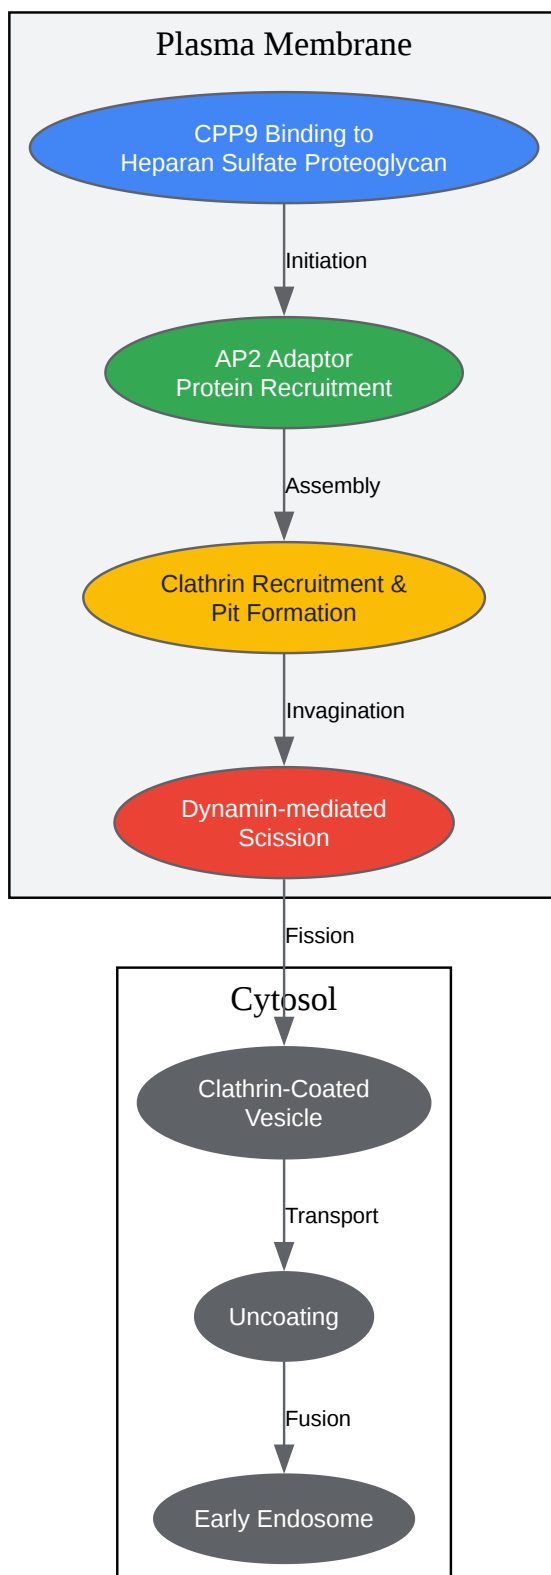 Plasma Membrane
CPP9 Binding to
Heparan Sulfate Proteoglycan
Initiation
AP2 Adaptor
Protein Recruitment
Assembly
Clathrin Recruitment &
Pit Formation
Invagination
Dynamin-mediated
Scission
Fission
Cytosol
Clathrin-Coated
Vesicle
Transport
Uncoating
Fusion
Early Endosome